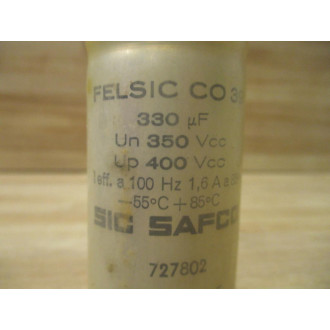 FELSIC CO 39
330 µF
Un 350 Vcc
Up 400 Vcc
I eff. a 100 Hz 1,6 A a
–55°C +85°C
SIC SAFCO
727802